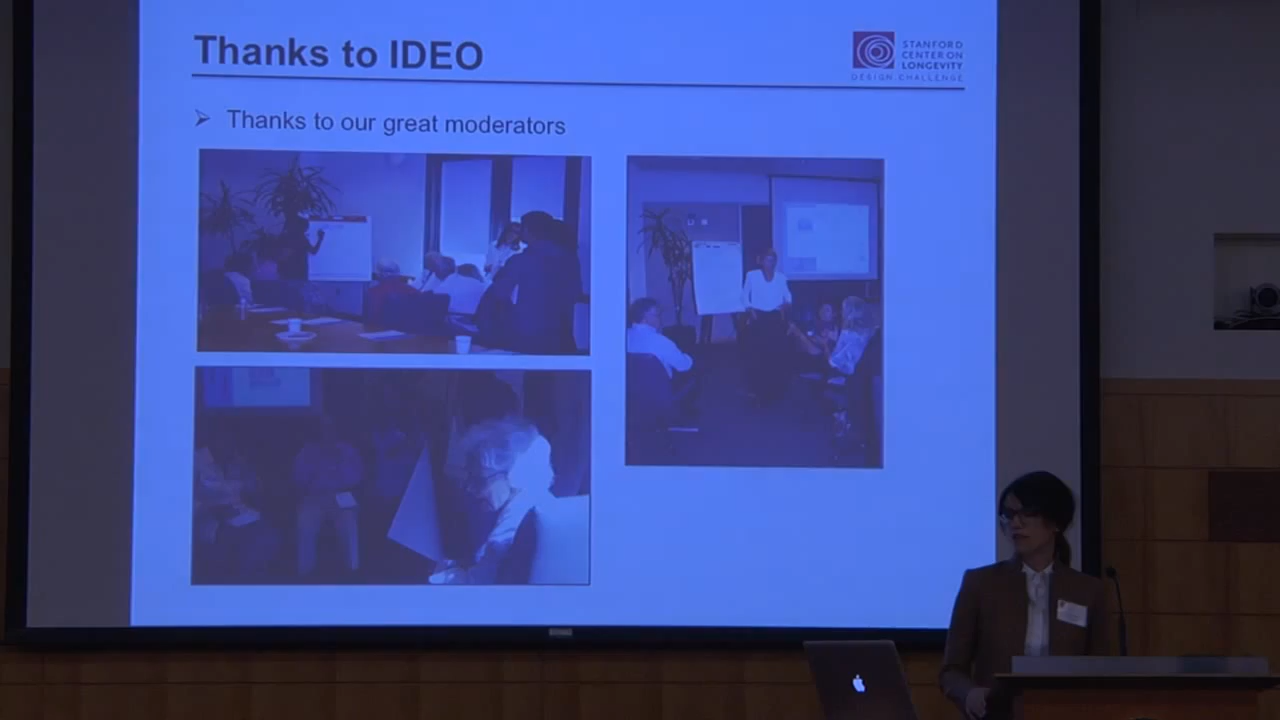 Thanks to IDEO
STANFORD
CENTER ON
LONGEVITY
DESIGN CHALLENGE
Thanks to our great moderators